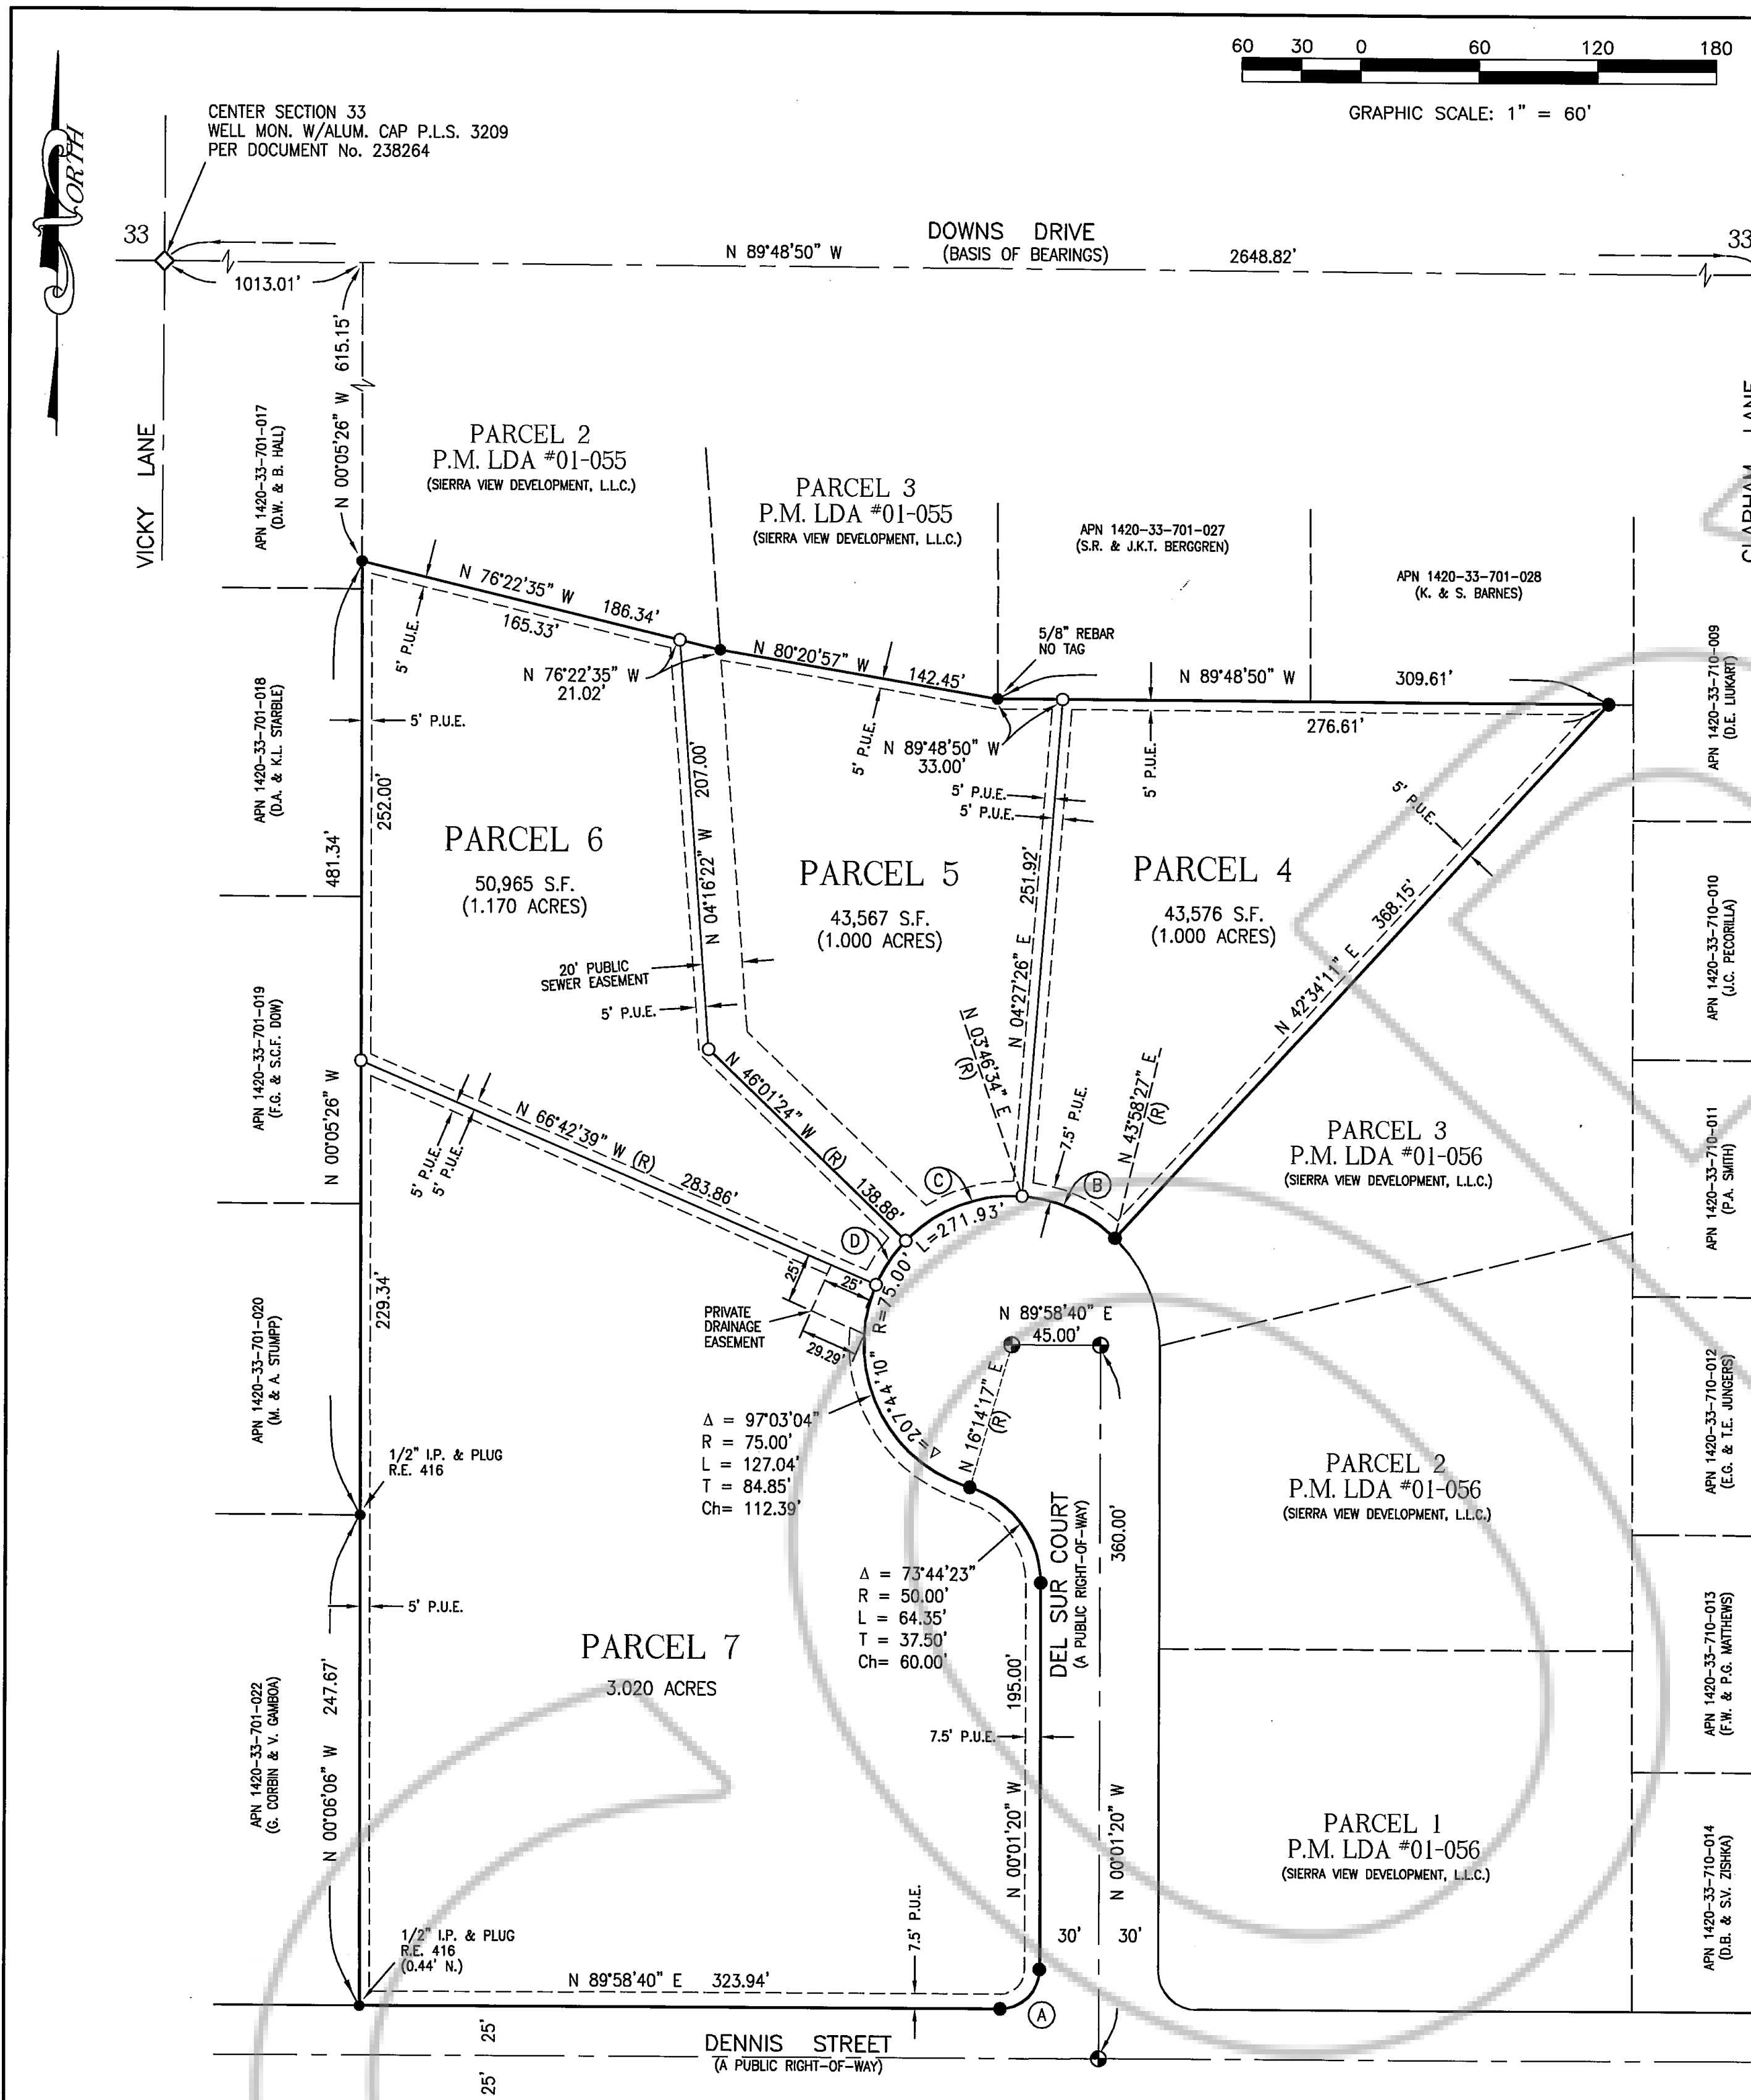 60 30 0 60 120 180
GRAPHIC SCALE: 1" = 60'
NORTH
CENTER SECTION 33
WELL MON. W/ALUM. CAP P.L.S. 3209
PER DOCUMENT No. 238264
33
DOWNS DRIVE
(BASIS OF BEARINGS)
N 89°48'50" W
2648.82'
33
1013.01'
VICKY LANE
N 00°05'26" W 615.15'
APN 1420-33-701-017
(D.W. & B. HALL)
PARCEL 2
P.M. LDA #01-055
(SIERRA VIEW DEVELOPMENT, L.L.C.)
PARCEL 3
P.M. LDA #01-055
(SIERRA VIEW DEVELOPMENT, L.L.C.)
APN 1420-33-701-027
(S.R. & J.K.T. BERGGREN)
APN 1420-33-701-028
(K. & S. BARNES)
LANE
N 76°22'35" W 186.34'
165.33'
5' P.U.E.
N 76°22'35" W
21.02'
N 80°20'57" W 142.45'
5' P.U.E.
5/8" REBAR
NO TAG
N 89°48'50" W 309.61'
276.61'
N 89°48'50" W
33.00'
5' P.U.E.
5' P.U.E.
5' P.U.E.
5' P.U.E.
APN 1420-33-710-009
(D.E. LIUKART)
APN 1420-33-701-018
(D.A. & K.L. STARBLE)
5' P.U.E.
252.00'
481.34'
PARCEL 6
50,965 S.F.
(1.170 ACRES)
N 04°16'22" W 207.00'
PARCEL 5
43,567 S.F.
(1.000 ACRES)
N 04°27'26" E 251.92'
PARCEL 4
43,576 S.F.
(1.000 ACRES)
N 42°34'11" E 368.15'
APN 1420-33-710-010
(J.C. PECORILLA)
20' PUBLIC
SEWER EASEMENT
5' P.U.E.
APN 1420-33-701-019
(F.G. & S.C.F. DOW)
N 00°05'26" W
N 66°42'39" W (R)
283.86'
5' P.U.E.
5' P.U.E.
N 46°01'24" W (R)
138.88'
N 03°46'34" E
(R)
7.5' P.U.E.
N 43°58'27" E
(R)
PARCEL 3
P.M. LDA #01-056
(SIERRA VIEW DEVELOPMENT, L.L.C.)
APN 1420-33-710-011
(P.A. SMITH)
C
B
D
Δ=207°44'10" R=75.00' L=271.93'
25'
25'
29.29'
PRIVATE
DRAINAGE
EASEMENT
N 89°58'40" E
45.00'
N 16°14'17" E
(R)
229.34'
APN 1420-33-701-020
(M. & A. STUMPP)
1/2" I.P. & PLUG
R.E. 416
Δ = 97°03'04"
R = 75.00'
L = 127.04'
T = 84.85'
Ch= 112.39'
Δ = 73°44'23"
R = 50.00'
L = 64.35'
T = 37.50'
Ch= 60.00'
DEL SUR COURT
(A PUBLIC RIGHT-OF-WAY)
360.00'
PARCEL 2
P.M. LDA #01-056
(SIERRA VIEW DEVELOPMENT, L.L.C.)
APN 1420-33-710-012
(E.G. & T.E. JUNGERS)
5' P.U.E.
PARCEL 7
3.020 ACRES
195.00'
7.5' P.U.E.
N 00°01'20" W
N 00°01'20" W
APN 1420-33-710-013
(F.W. & P.G. MATTHEWS)
APN 1420-33-701-022
(G. CORBIN & V. GAMBOA)
N 00°06'06" W 247.67'
PARCEL 1
P.M. LDA #01-056
(SIERRA VIEW DEVELOPMENT, L.L.C.)
APN 1420-33-710-014
(D.B. & S.V. ZISHKA)
1/2" I.P. & PLUG
R.E. 416
(0.44' N.)
7.5' P.U.E.
30' 30'
N 89°58'40" E 323.94'
A
25'
25'
DENNIS STREET
(A PUBLIC RIGHT-OF-WAY)